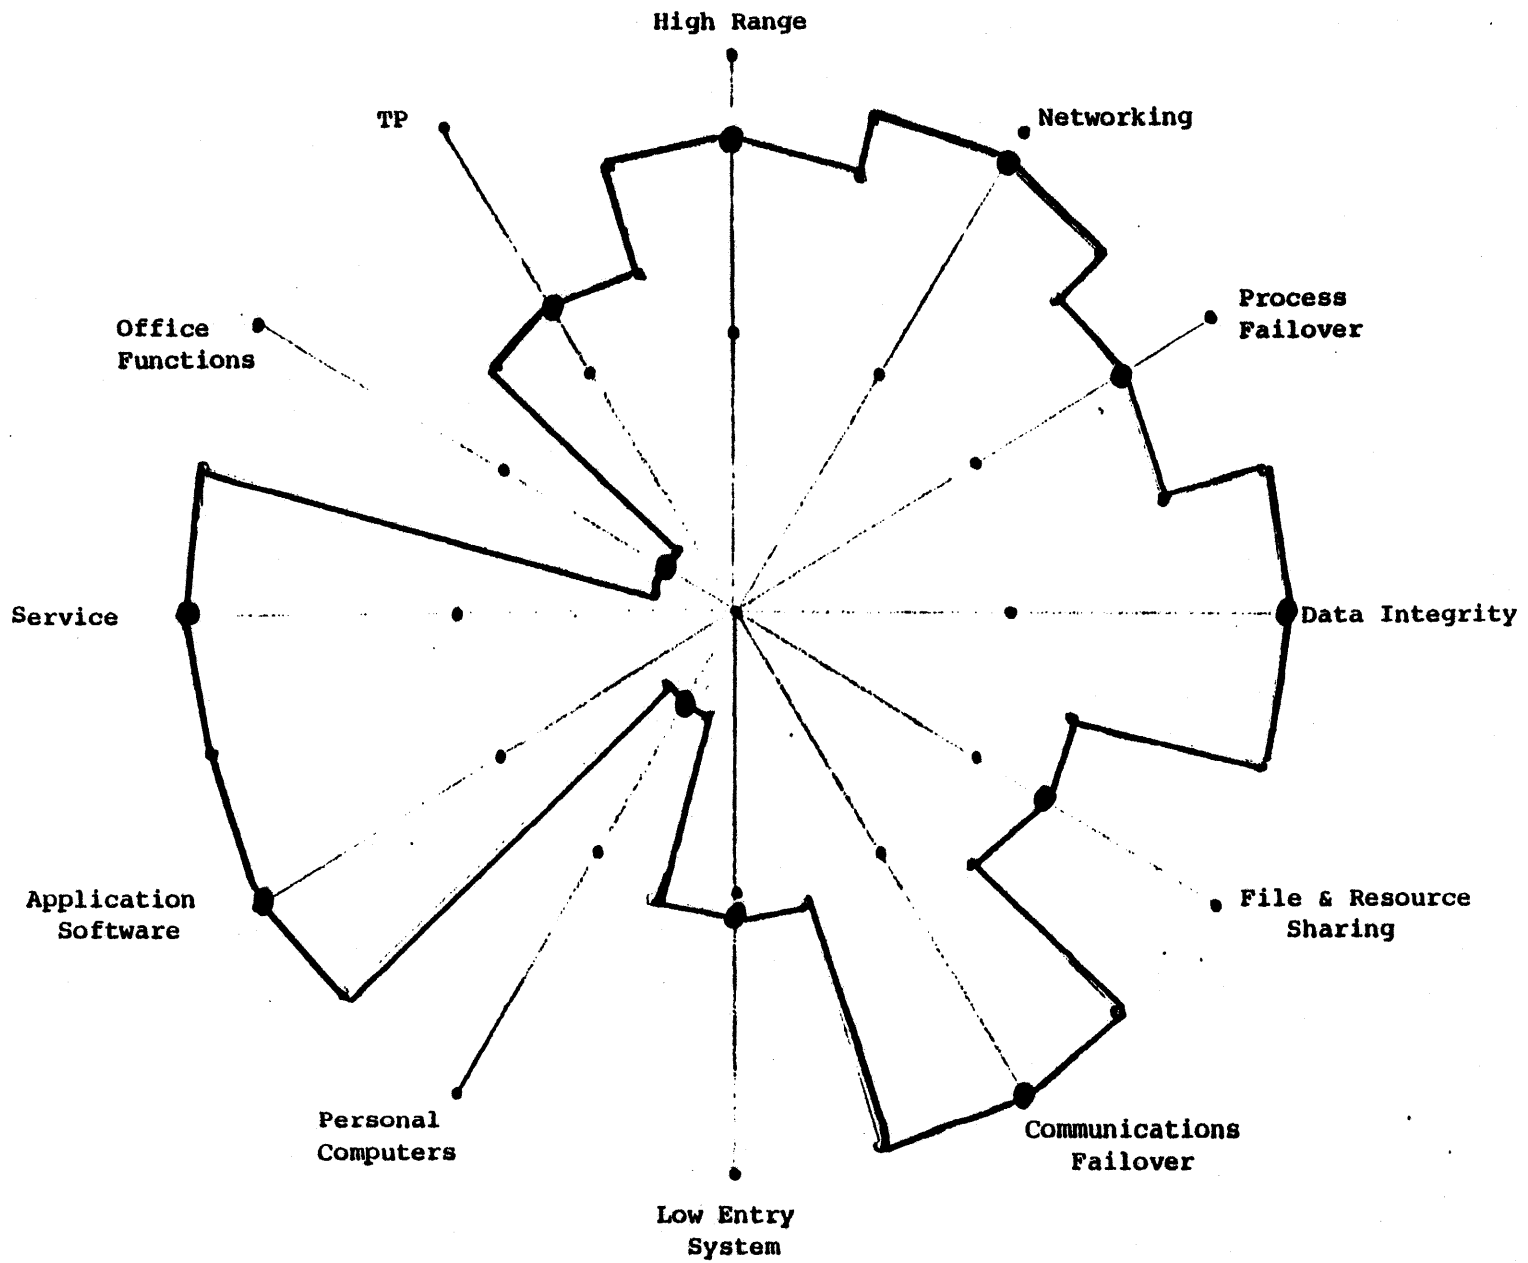 High Range
TP
Networking
Process
Failover
Office
Functions
Service
Data Integrity
Application
Software
File & Resource
Sharing
Personal
Computers
Communications
Failover
Low Entry
System